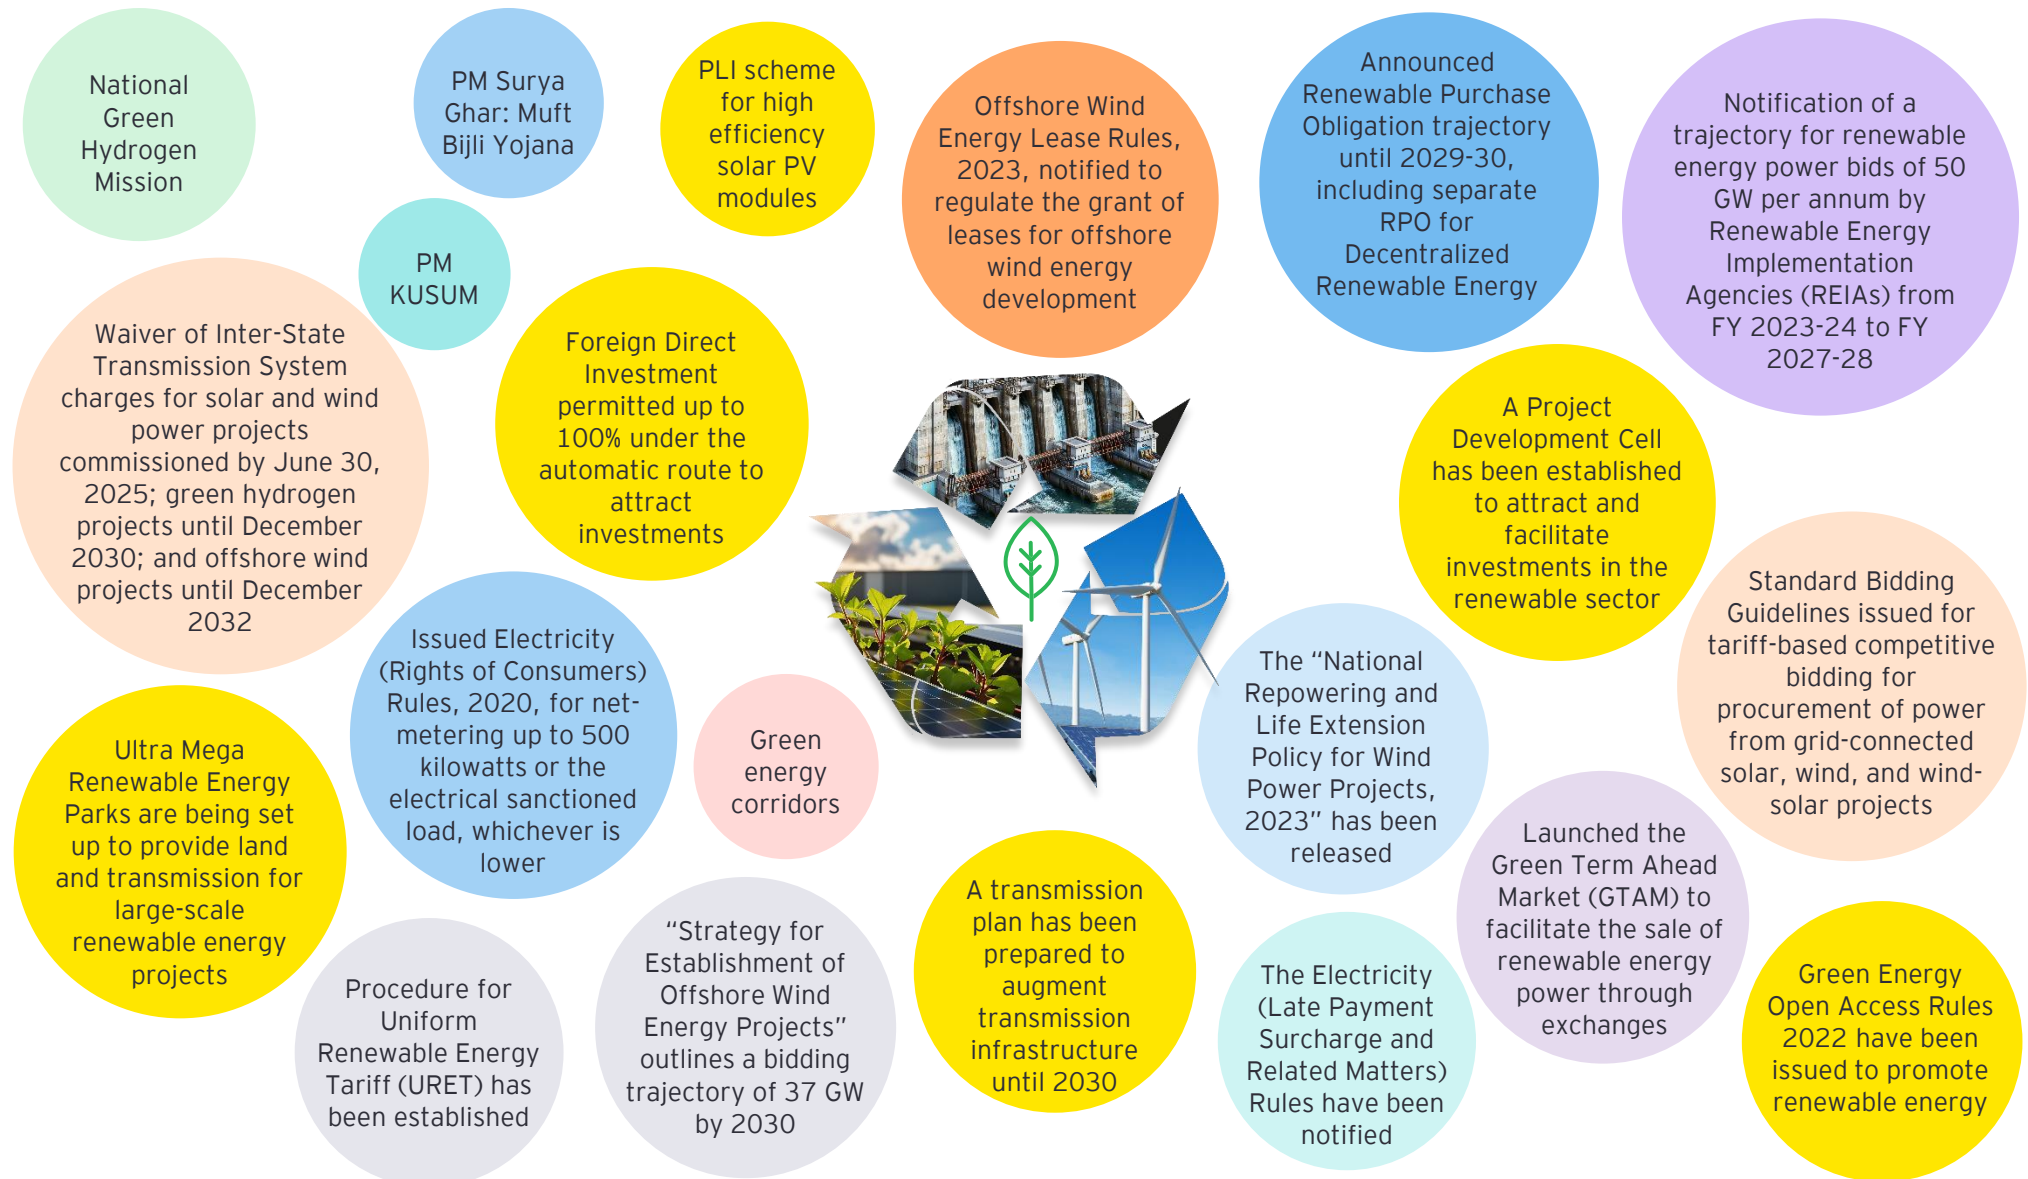 National
Green
Hydrogen
Mission
PM Surya
Ghar: Muft
Bijli Yojana
PLI scheme
for high
efficiency
solar PV
modules
Offshore Wind
Energy Lease Rules,
2023, notified to
regulate the grant of
leases for offshore
wind energy
development
Announced
Renewable Purchase
Obligation trajectory
until 2029-30,
including separate
RPO for
Decentralized
Renewable Energy
Notification of a
trajectory for renewable
energy power bids of 50
GW per annum by
Renewable Energy
Implementation
Agencies (REIAs) from
FY 2023-24 to FY
2027-28
PM
KUSUM
Waiver of Inter-State
Transmission System
charges for solar and wind
power projects
commissioned by June 30,
2025; green hydrogen
projects until December
2030; and offshore wind
projects until December
2032
Foreign Direct
Investment
permitted up to
100% under the
automatic route to
attract
investments
A Project
Development Cell
has been established
to attract and
facilitate
investments in the
renewable sector
Standard Bidding
Guidelines issued for
tariff-based competitive
bidding for
procurement of power
from grid-connected
solar, wind, and wind-
solar projects
Issued Electricity
(Rights of Consumers)
Rules, 2020, for net-
metering up to 500
kilowatts or the
electrical sanctioned
load, whichever is
lower
Green
energy
corridors
The “National
Repowering and
Life Extension
Policy for Wind
Power Projects,
2023” has been
released
Ultra Mega
Renewable Energy
Parks are being set
up to provide land
and transmission for
large-scale
renewable energy
projects
Launched the
Green Term Ahead
Market (GTAM) to
facilitate the sale of
renewable energy
power through
exchanges
Procedure for
Uniform
Renewable Energy
Tariff (URET) has
been established
“Strategy for
Establishment of
Offshore Wind
Energy Projects”
outlines a bidding
trajectory of 37 GW
by 2030
A transmission
plan has been
prepared to
augment
transmission
infrastructure
until 2030
The Electricity
(Late Payment
Surcharge and
Related Matters)
Rules have been
notified
Green Energy
Open Access Rules
2022 have been
issued to promote
renewable energy